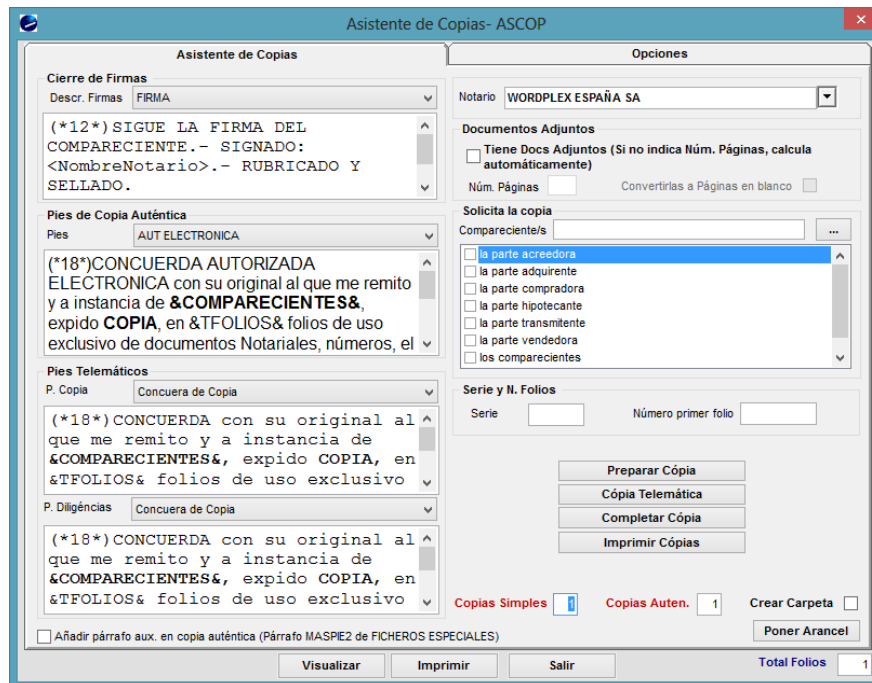 Asistente de Copias- ASCOP
Asistente de Copias
Opciones
Cierre de Firmas
Descr. Firmas FIRMA
(*12*)SIGUE LA FIRMA DEL
COMPARECIENTE.- SIGNADO:
<NombreNotario>.- RUBRICADO Y
SELLADO.
Pies de Copia Auténtica
Pies AUT ELECTRONICA
(*18*)CONCUERDA AUTORIZADA
ELECTRONICA con su original al que me remito
y a instancia de &COMPARECIENTES&,
expido COPIA, en &TFOLIOS& folios de uso
exclusivo de documentos Notariales, números, el
Pies Telemáticos
P. Copia Concuera de Copia
(*18*)CONCUERDA con su original al
que me remito y a instancia de
&COMPARECIENTES&, expido COPIA, en
&TFOLIOS& folios de uso exclusivo
P. Diligéncias Concuera de Copia
(*18*)CONCUERDA con su original al
que me remito y a instancia de
&COMPARECIENTES&, expido COPIA, en
&TFOLIOS& folios de uso exclusivo
Añadir párrafo aux. en copia auténtica (Párrafo MASPIE2 de FICHEROS ESPECIALES)
Notario WORDPLEX ESPAÑA SA
Documentos Adjuntos
Tiene Docs Adjuntos (Si no indica Núm. Páginas, calcula
automáticamente)
Núm. Páginas Convertirlas a Páginas en blanco
Solicita la copia
Compareciente/s ...
la parte acreedora
la parte adquirente
la parte compradora
la parte hipotecante
la parte transmitente
la parte vendedora
los comparecientes
Serie y N. Folios
Serie Número primer folio
Preparar Cópia
Cópia Telemática
Completar Cópia
Imprimir Cópias
Copias Simples 1 Copias Auten. 1 Crear Carpeta
Poner Arancel
Visualizar Imprimir Salir Total Folios 1